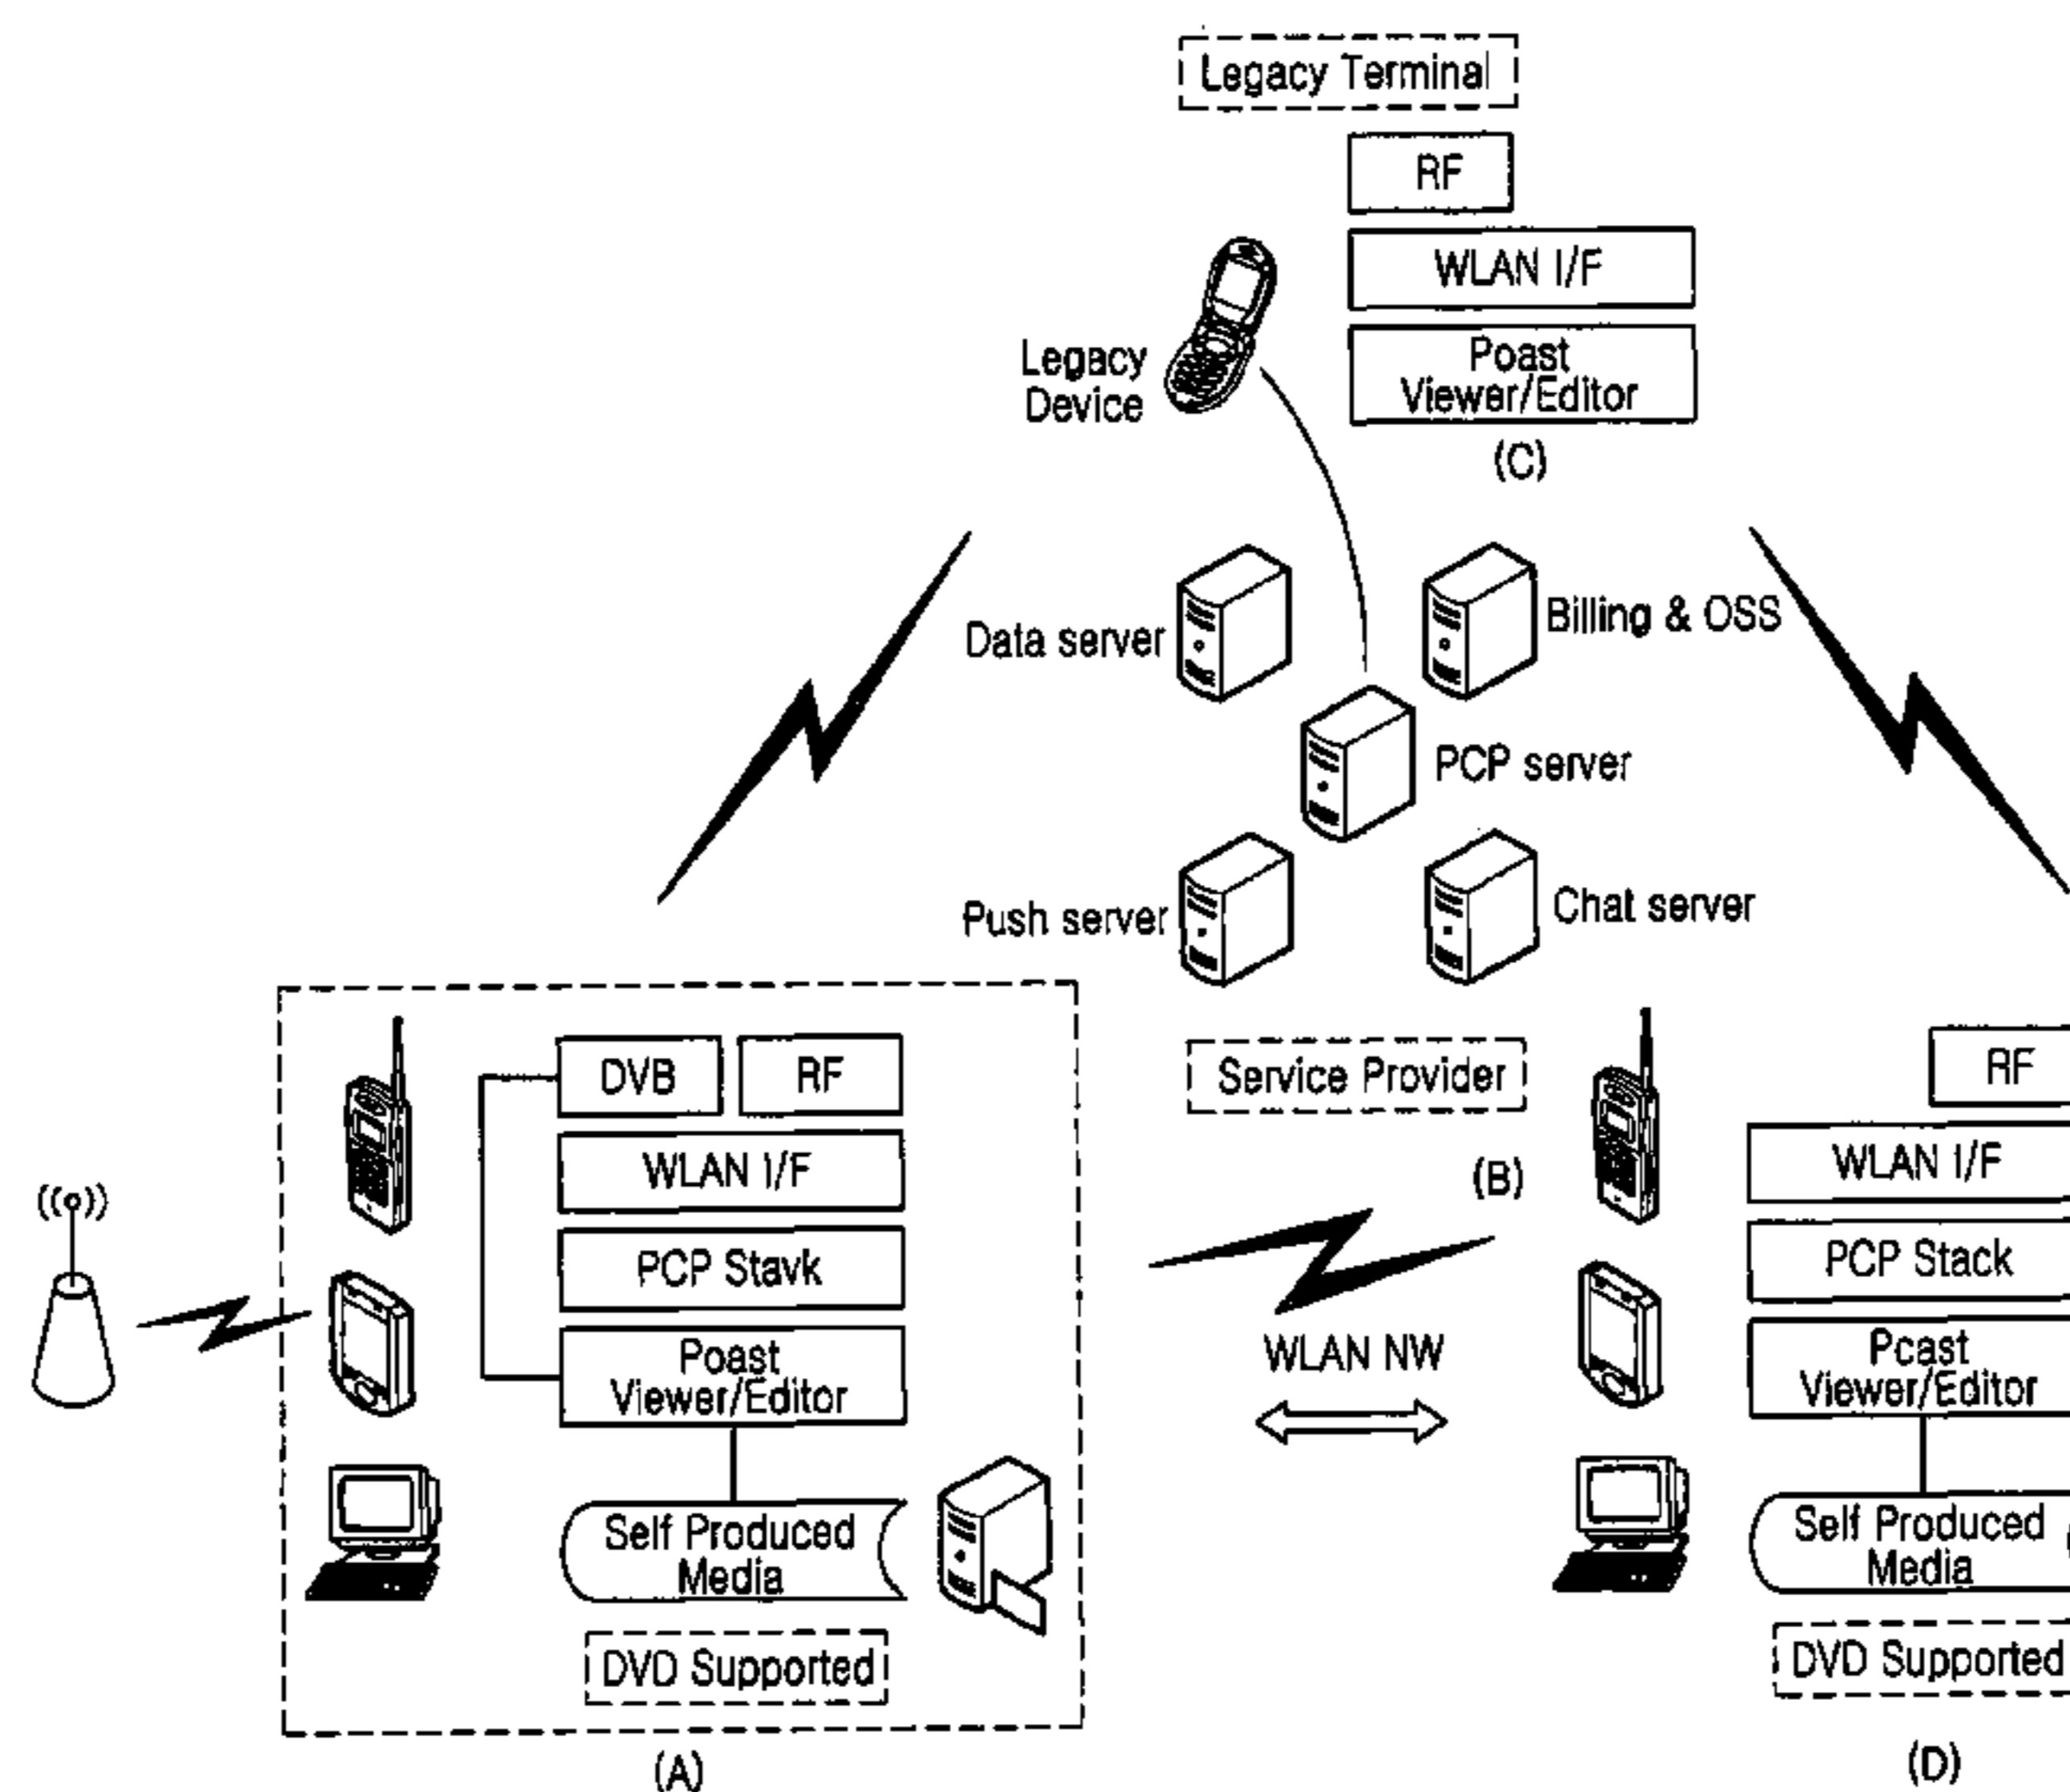 Legacy Terminal
RF
WLAN I/F
Poast
Viewer/Editor
(C)
Legacy
Device
Data server
Billing & OSS
PCP server
Push server
Chat server
Service Provider
(B)
DVB
RF
WLAN I/F
PCP Stavk
Poast
Viewer/Editor
Self Produced
Media
DVD Supported
(A)
((o))
WLAN NW
RF
WLAN I/F
PCP Stack
Pcast
Viewer/Editor
Self Produced
Media
DVD Supported
(D)